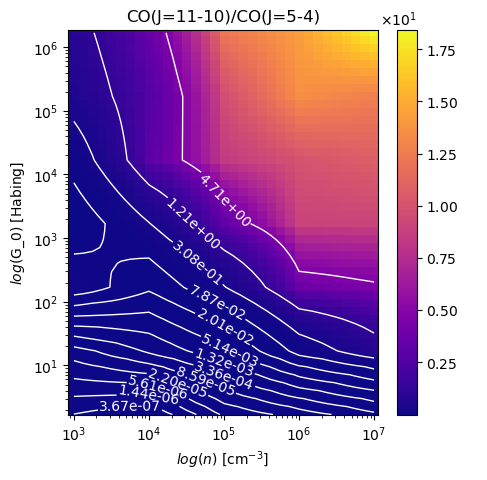 CO(J=11-10)/CO(J=5-4)
×10¹
10⁶
10⁵
10⁴
10³
10²
10¹
log(G_0) [Habing]
4.71e+00
1.21e+00
3.08e-01
7.87e-02
2.01e-02
5.14e-03
1.32e-03
3.36e-04
8.59e-05
2.20e-05
5.61e-06
1.44e-06
3.67e-07
10³
10⁴
10⁵
10⁶
10⁷
log(n) [cm⁻³]
1.75
1.50
1.25
1.00
0.75
0.50
0.25